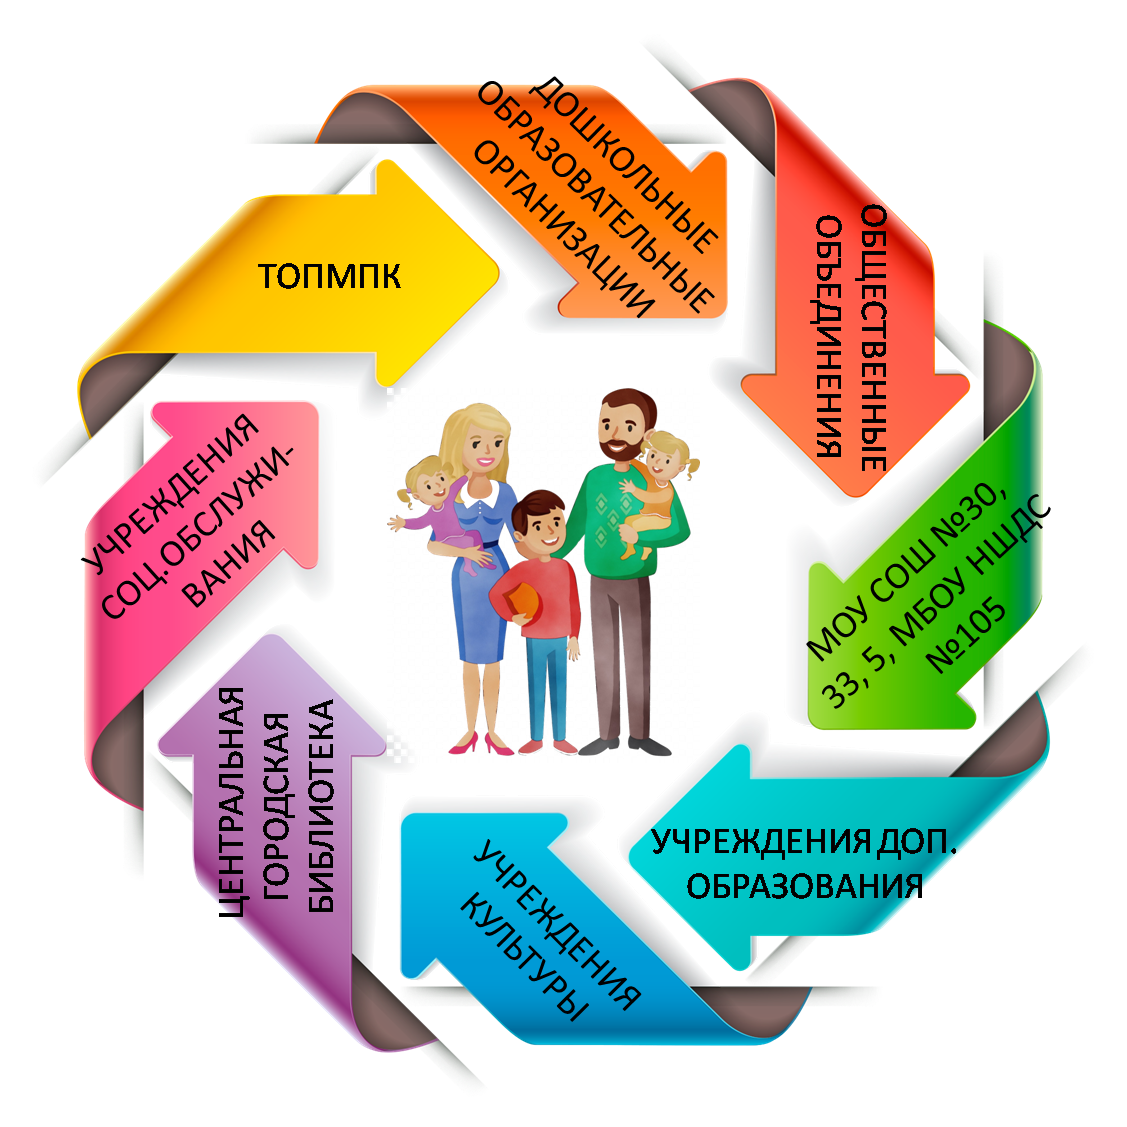 ТОПМПК
ДОШКОЛЬНЫЕ
ОБРАЗОВАТЕЛЬНЫЕ
ОРГАНИЗАЦИИ
ОБЩЕСТВЕННЫЕ
ОБЪЕДИНЕНИЯ
МОУ СОШ №30,
33, 5, МБОУ НШДС
№105
УЧРЕЖДЕНИЯ ДОП.
ОБРАЗОВАНИЯ
УЧРЕЖДЕНИЯ
КУЛЬТУРЫ
ЦЕНТРАЛЬНАЯ
ГОРОДСКАЯ
БИБЛИОТЕКА
УЧРЕЖДЕНИЯ
СОЦ.ОБСЛУЖИ-
ВАНИЯ